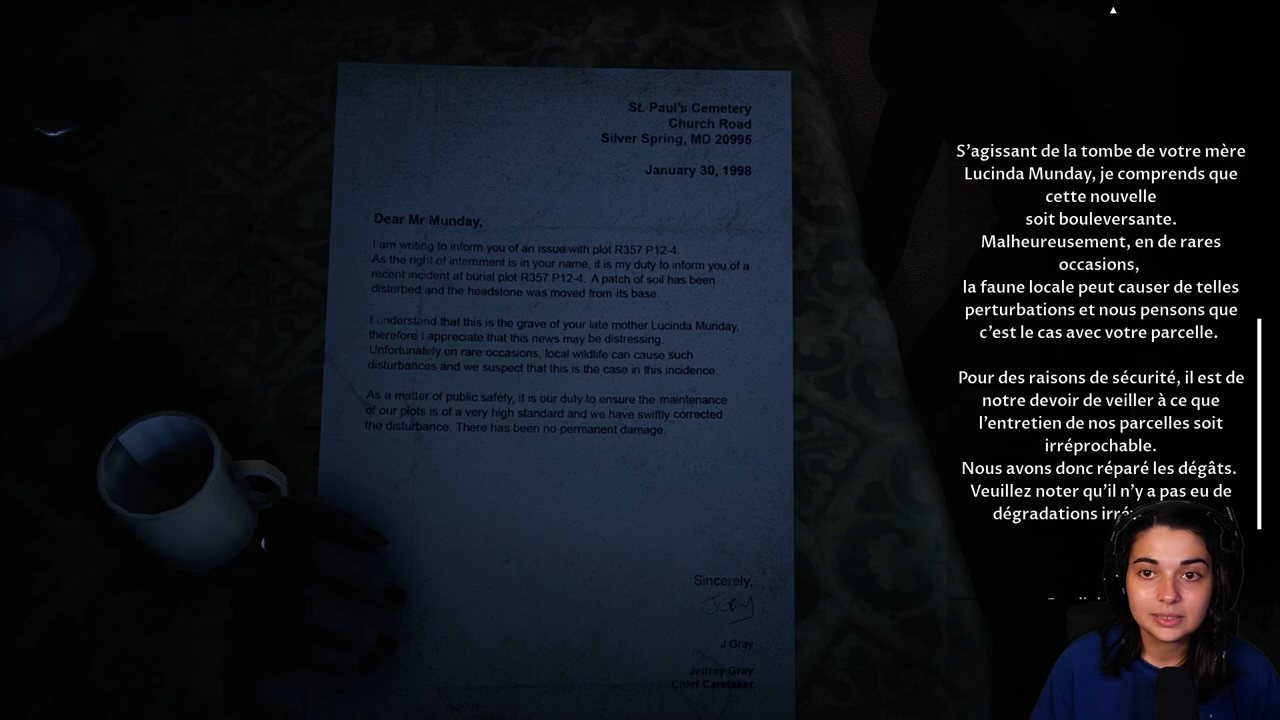 St. Paul's Cemetery
Church Road
Silver Spring, MD 20995
January 30, 1998
Dear Mr Munday,
I am writing to inform you of an issue with plot R357 P12-4.
As the right of internment is in your name, it is my duty to inform you of a
recent incident at burial plot R357 P12-4. A patch of soil has been
disturbed and the headstone was moved from its base.
I understand that this is the grave of your late mother Lucinda Munday,
therefore i appreciate that this news may be distressing.
Unfortunately on rare occasions, local wildlife can cause such
disturbances and we suspect that this is the case in this incidence.
As a matter of public safety, it is our duty to ensure the maintenance
of our plots is of a very high standard and we have swiftly corrected
the disturbance. There has been no permanent damage.
Sincerely,
J Gray
Jeffrey Gray
Chief Caretaker
S'agissant de la tombe de votre mère
Lucinda Munday, je comprends que
cette nouvelle
soit bouleversante.
Malheureusement, en de rares
occasions,
la faune locale peut causer de telles
perturbations et nous pensons que
c'est le cas avec votre parcelle.
Pour des raisons de sécurité, il est de
notre devoir de veiller à ce que
l'entretien de nos parcelles soit
irréprochable.
Nous avons donc réparé les dégâts.
Veuillez noter qu'il n'y a pas eu de
dégradations